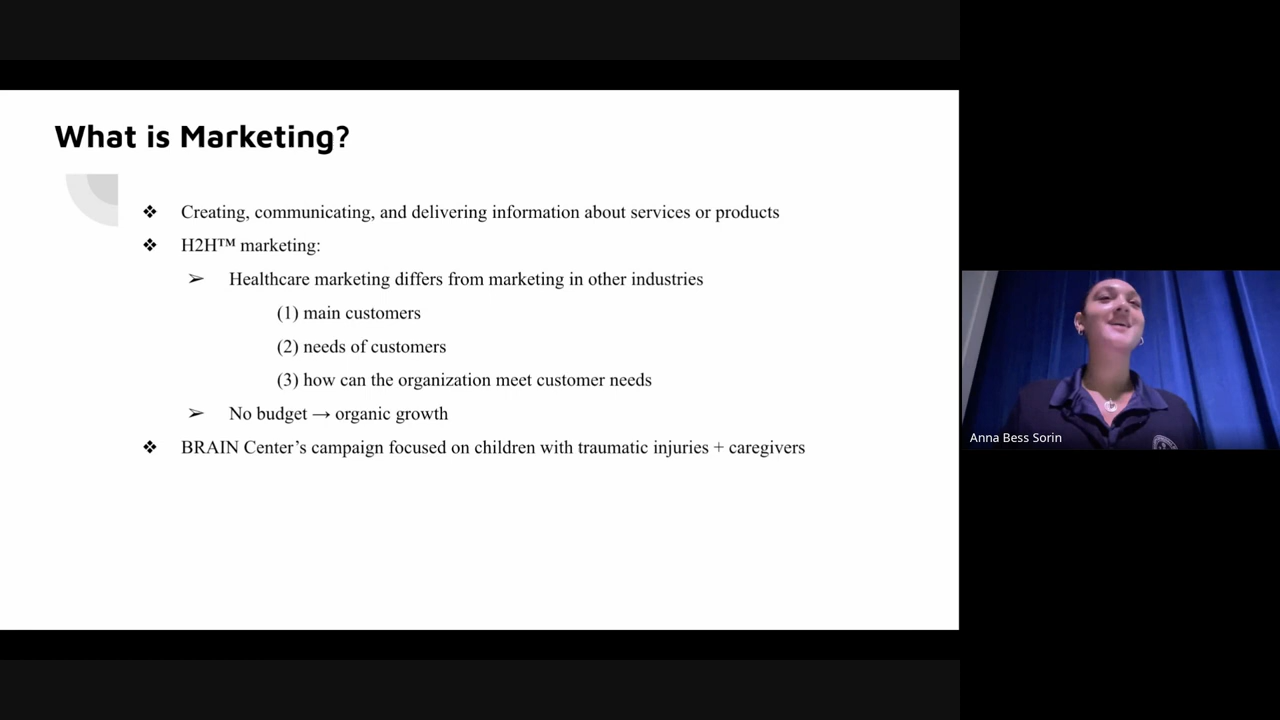 What is Marketing?
❖ Creating, communicating, and delivering information about services or products
❖ H2H™ marketing:
➢ Healthcare marketing differs from marketing in other industries
(1) main customers
(2) needs of customers
(3) how can the organization meet customer needs
➢ No budget → organic growth
❖ BRAIN Center’s campaign focused on children with traumatic injuries + caregivers
Anna Bess Sorin